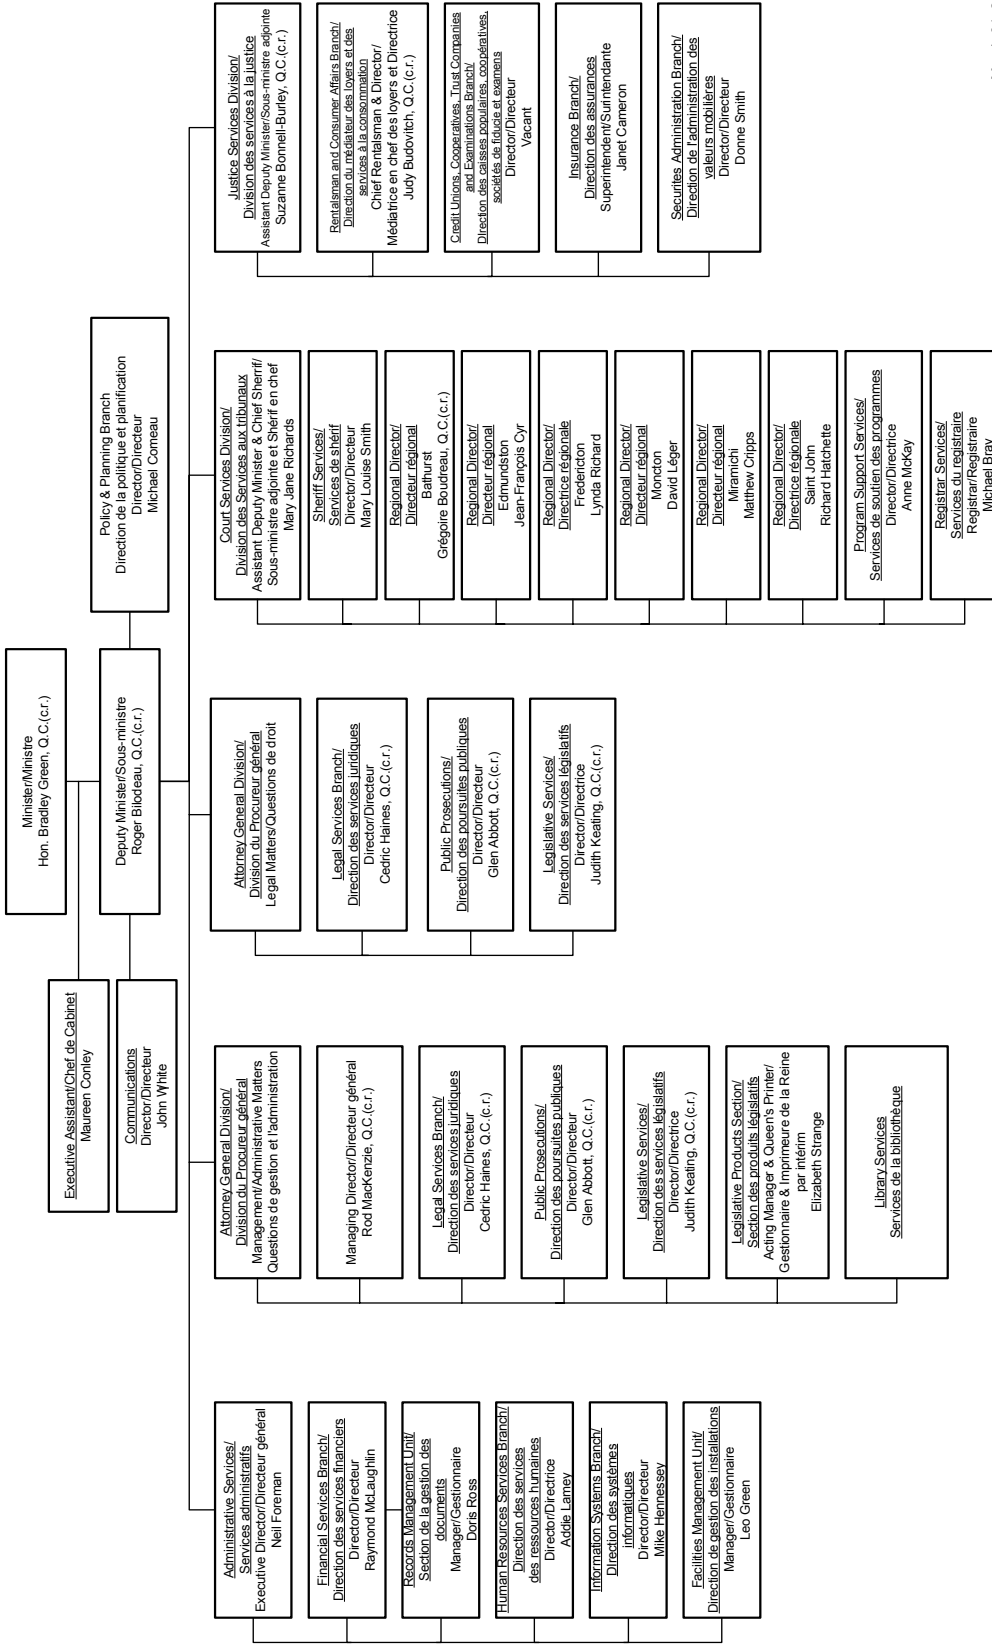 Minister/Ministre
Hon. Bradley Green, Q.C.(c.r.)
Executive Assistant/Chef de Cabinet
Maureen Conley
Deputy Minister/Sous-ministre
Roger Bilodeau, Q.C.(c.r.)
Communications
Director/Directeur
John White
Policy & Planning Branch
Direction de la politique et planification
Director/Directeur
Michael Comeau
Administrative Services/
Services administratifs
Executive Director/Directeur général
Neil Foreman
Financial Services Branch/
Direction des services financiers
Director/Directeur
Raymond McLaughlin
Records Management Unit/
Section de la gestion des
documents
Manager/Gestionnaire
Doris Ross
Human Resources Services Branch/
Direction des services
des ressources humaines
Director/Directrice
Addie Lamey
Information Systems Branch/
DIrection des systèmes
informatiques
Director/Directeur
Mike Hennessey
Facilities Management Unit/
Direction de gestion des installations
Manager/Gestionnaire
Leo Green
Attorney General Division/
Division du Procureur général
Management/Administrative Matters
Questions de gestion et l'administration
Managing Director/Directeur général
Rod MacKenzie, Q.C.(c.r.)
Legal Services Branch/
Direction des services juridiques
Director/Directeur
Cedric Haines, Q.C.(c.r.)
Public Prosecutions/
Direction des poursuites publiques
Director/Directeur
Glen Abbott, Q.C.(c.r.)
Legislative Services/
Direction des services législatifs
Director/Directrice
Judith Keating, Q.C.(c.r.)
Legislative Products Section/
Section des produits législatifs
Acting Manager & Queen's Printer/
Gestionnaire & Imprimeure de la Reine
par intérim
Elizabeth Strange
Library Services
Services de la bibliothèque
Attorney General Division/
Division du Procureur général
Legal Matters/Questions de droit
Legal Services Branch/
Direction des services juridiques
Director/Directeur
Cedric Haines, Q.C.(c.r.)
Public Prosecutions/
Direction des poursuites publiques
Director/Directeur
Glen Abbott, Q.C.(c.r.)
Legislative Services/
Direction des services législatifs
Director/Directrice
Judith Keating, Q.C.(c.r.)
Court Services Division/
Division des Services aux tribunaux
Assistant Deputy Minister & Chief Sherrif/
Sous-ministre adjointe et Shérif en chef
Mary Jane Richards
Sheriff Services/
Services de shérif
Director/Directeur
Mary Louise Smith
Regional Director/
Directeur régional
Bathurst
Grégoire Boudreau, Q.C.(c.r.)
Regional Director/
Directeur régional
Edmundston
Jean-François Cyr
Regional Director/
Directrice régionale
Fredericton
Lynda Richard
Regional Director/
Directeur régional
Moncton
David Léger
Regional Director/
Directeur régional
Miramichi
Matthew Cripps
Regional Director/
Directrice régionale
Saint John
Richard Hatchette
Program Support Services/
Services de soutien des programmes
Director/Directrice
Anne McKay
Registrar Services/
Services du registraire
Registrar/Registraire
Michael Bray
Justice Services Division/
Division des services à la justice
Assistant Deputy Minister/Sous-ministre adjointe
Suzanne Bonnell-Burley, Q.C.(c.r.)
Rentalsman and Consumer Affairs Branch/
Direction du médiateur des loyers et des
services à la consommation
Chief Rentalsman & Director/
Médiatrice en chef des loyers et Directrice
Judy Budovitch, Q.C.(c.r.)
Credit Unions, Cooperatives, Trust Companies
and Examinations Branch/
DIrection des caisses populaires, coopératives,
sociétés de fiducie et examens
Director/Directeur
Vacant
Insurance Branch/
Direction des assurances
Superintendent/Surintendante
Janet Cameron
Securites Administration Branch/
Direction de l'administration des
valeurs mobilières
Director/Directeur
Donne Smith